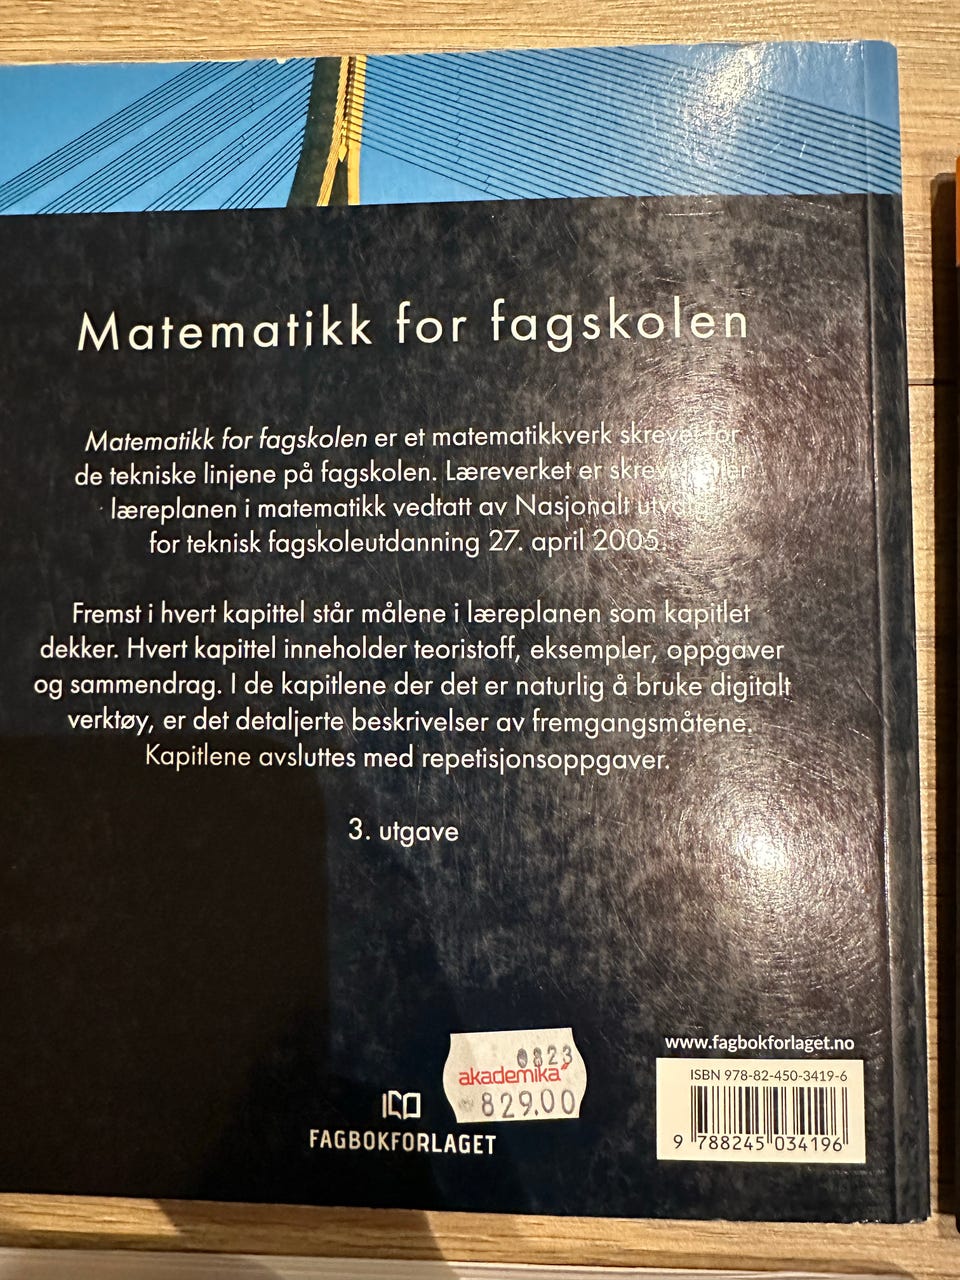 Matematikk for fagskolen
Matematikk for fagskolen er et matematikkverk skrevet for
de tekniske linjene på fagskolen. Læreverket er skrevet etter
læreplanen i matematikk vedtatt av Nasjonalt utvalg
for teknisk fagskoleutdanning 27. april 2005.
Fremst i hvert kapittel står målene i læreplanen som kapitlet
dekker. Hvert kapittel inneholder teoristoff, eksempler, oppgaver
og sammendrag. I de kapitlene der det er naturlig å bruke digitalt
verktøy, er det detaljerte beskrivelser av fremgangsmåtene.
Kapitlene avsluttes med repetisjonsoppgaver.
3. utgave
0823
akademika
829.00
FAGBOKFORLAGET
www.fagbokforlaget.no
ISBN 978-82-450-3419-6
9 788245 034196